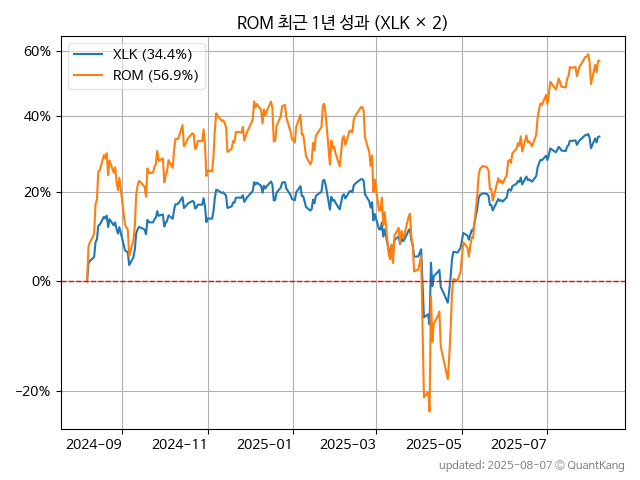 ROM 최근 1년 성과 (XLK × 2)
XLK (34.4%)
ROM (56.9%)
60%
40%
20%
0%
−20%
2024-09 2024-11 2025-01 2025-03 2025-05 2025-07
updated: 2025-08-07 © QuantKang